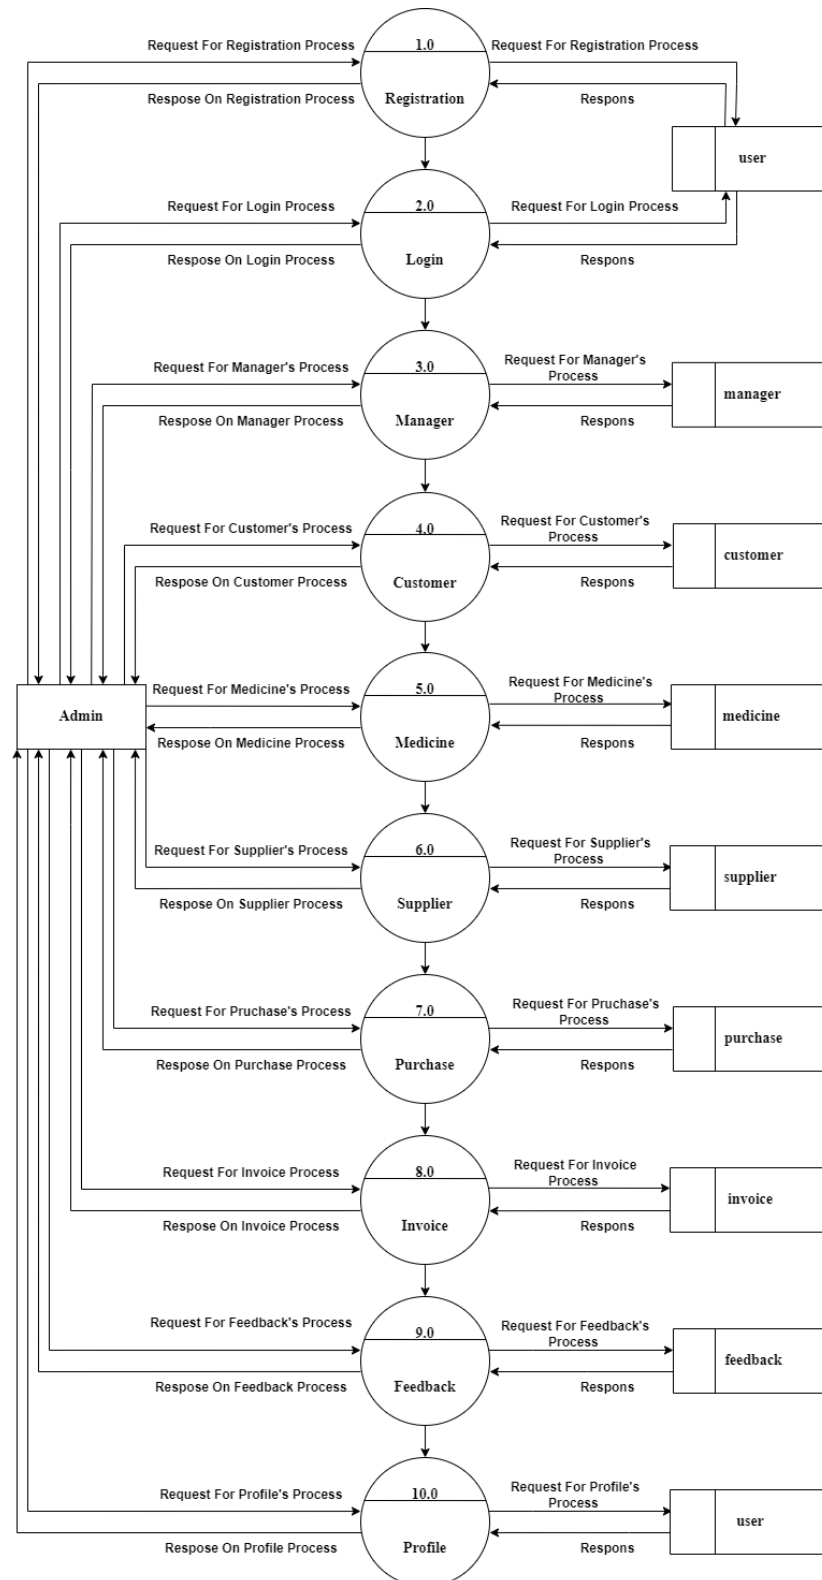 Request For Registration Process
1.0
Request For Registration Process
Respose On Registration Process
Registration
Respons
user
Request For Login Process
2.0
Request For Login Process
Respose On Login Process
Login
Respons
Request For Manager's Process
3.0
Request For Manager's
Process
manager
Respose On Manager Process
Manager
Respons
Request For Customer's Process
4.0
Request For Customer's
Process
customer
Respose On Customer Process
Customer
Respons
Admin
Request For Medicine's Process
5.0
Request For Medicine's
Process
medicine
Respose On Medicine Process
Medicine
Respons
Request For Supplier's Process
6.0
Request For Supplier's
Process
supplier
Respose On Supplier Process
Supplier
Respons
Request For Pruchase's Process
7.0
Request For Pruchase's
Process
purchase
Respose On Purchase Process
Purchase
Respons
Request For Invoice Process
8.0
Request For Invoice
Process
invoice
Respose On Invoice Process
Invoice
Respons
Request For Feedback's Process
9.0
Request For Feedback's
Process
feedback
Respose On Feedback Process
Feedback
Respons
Request For Profile's Process
10.0
Request For Profile's
Process
user
Respose On Profile Process
Profile
Respons